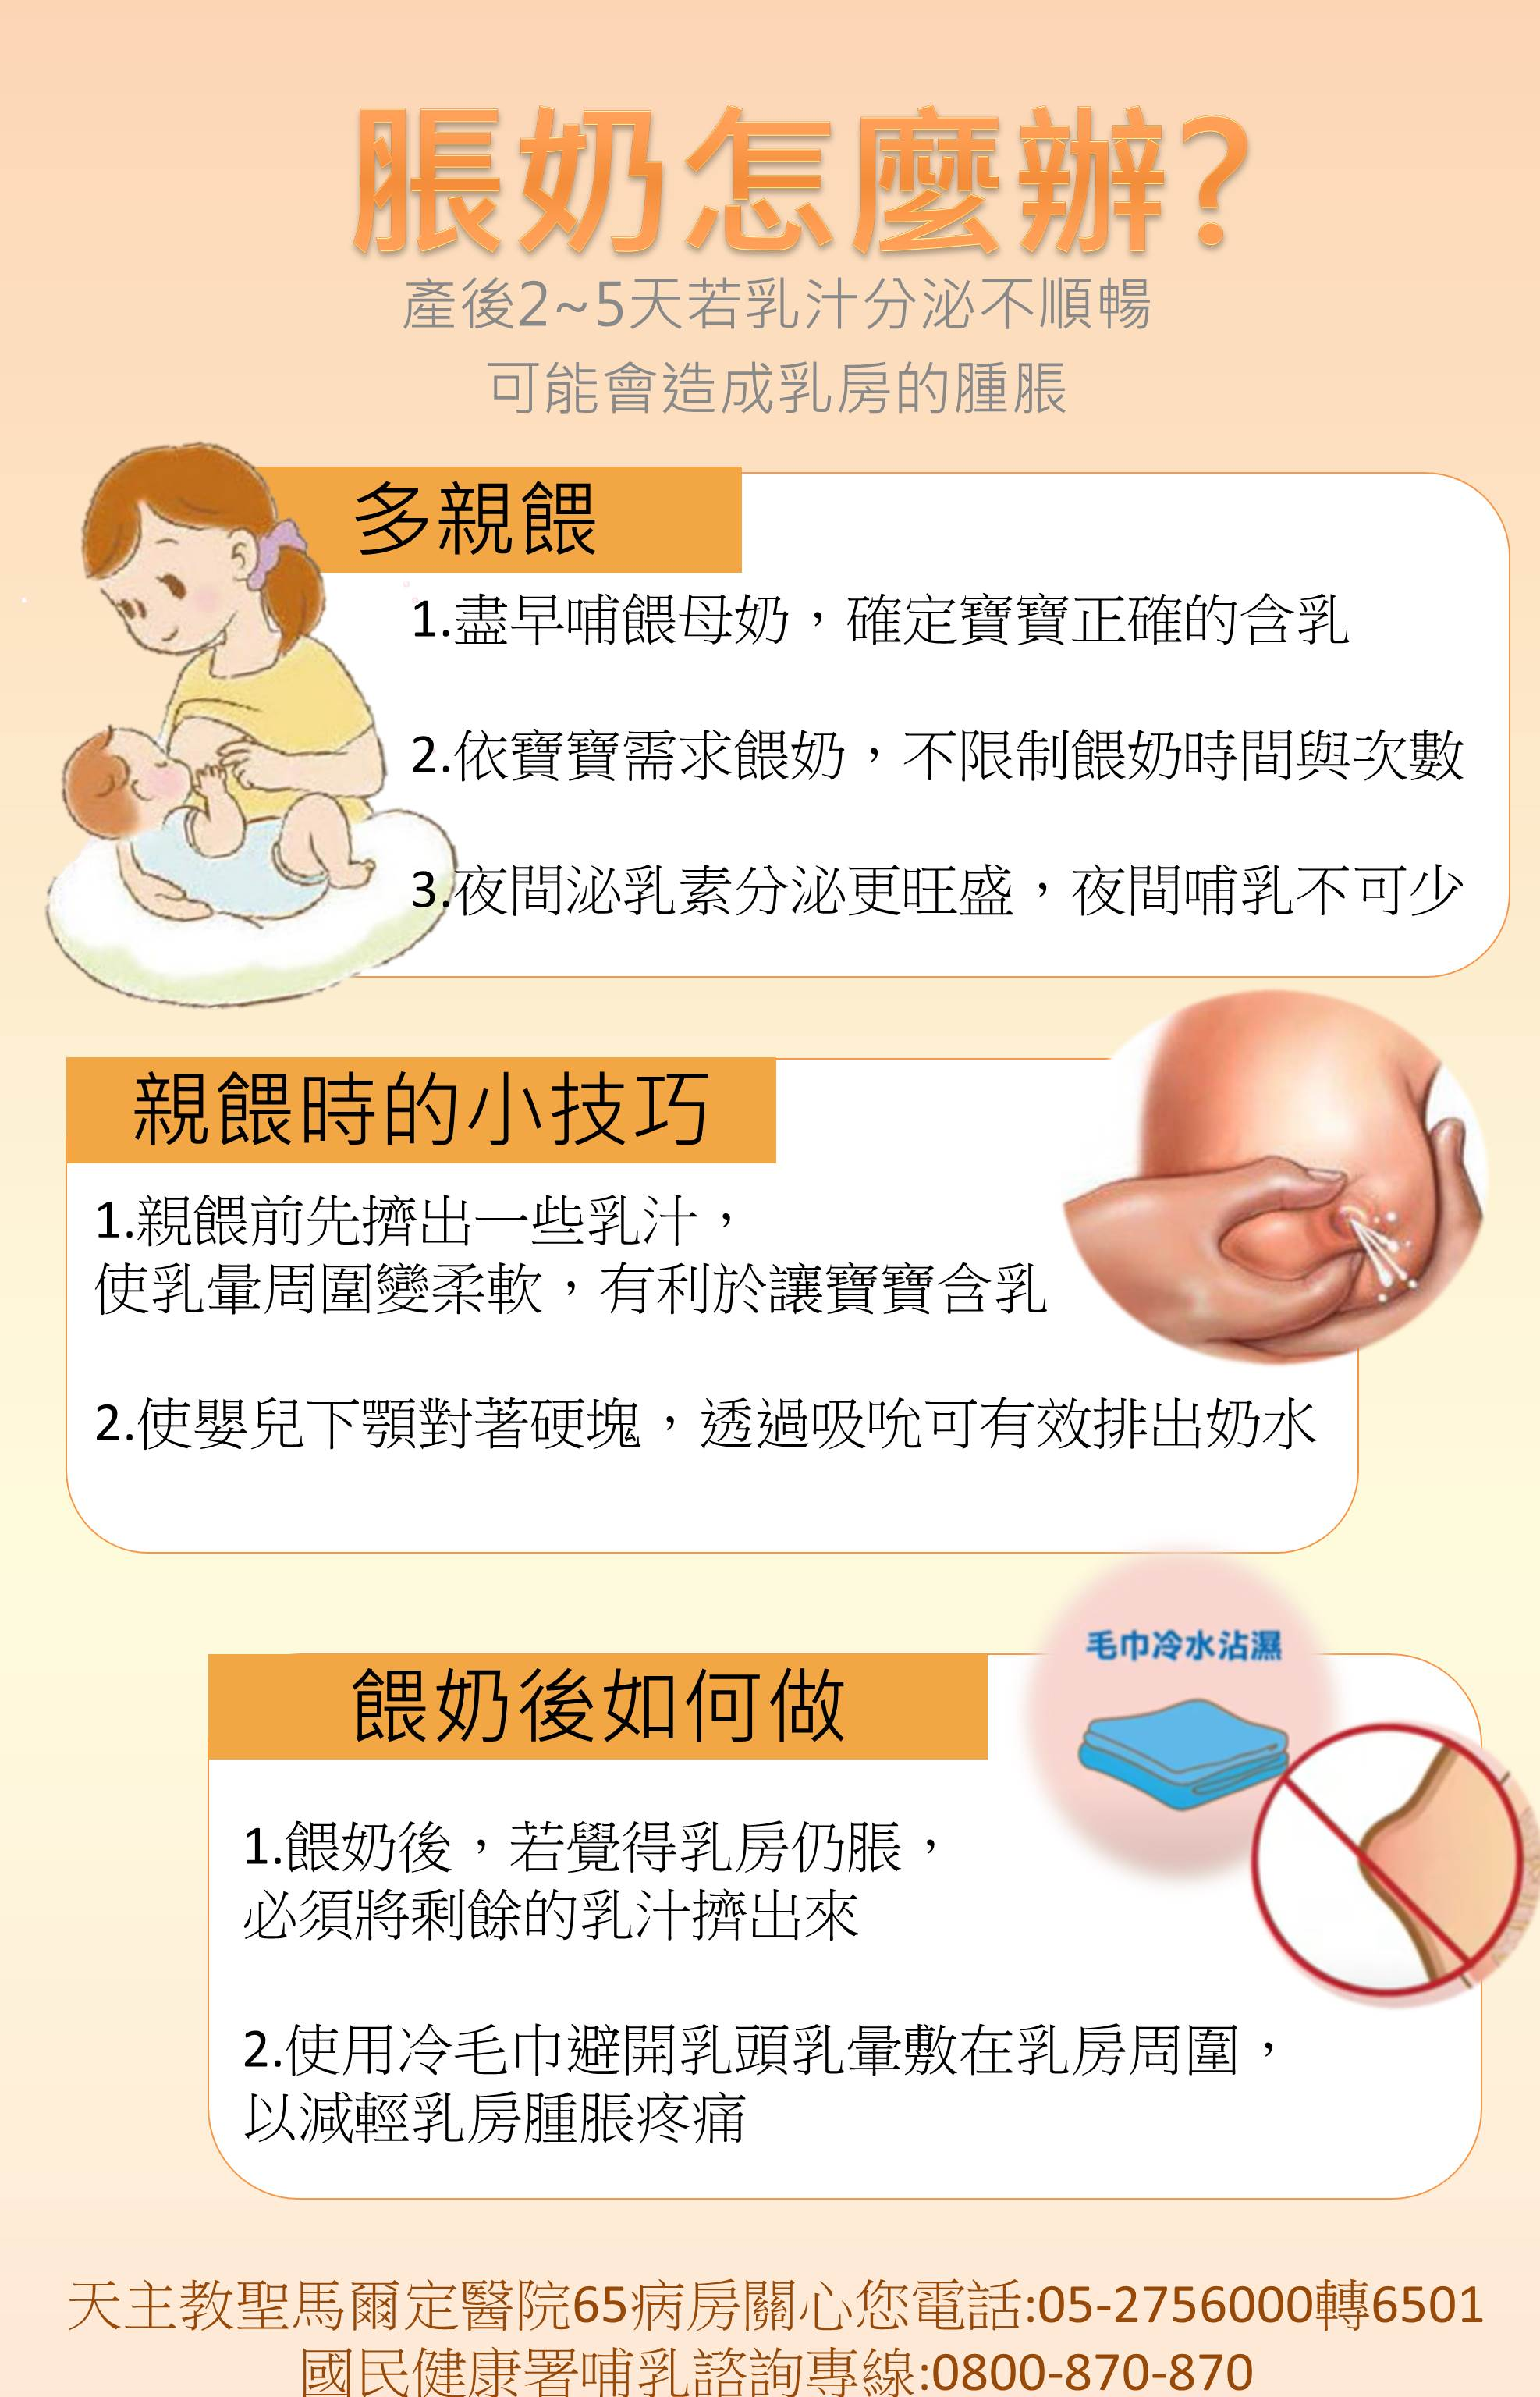 脹奶怎麼辦?
產後2~5天若乳汁分泌不順暢
可能會造成乳房的腫脹
多親餵
1.盡早哺餵母奶，確定寶寶正確的含乳
2.依寶寶需求餵奶，不限制餵奶時間與次數
3.夜間泌乳素分泌更旺盛，夜間哺乳不可少
親餵時的小技巧
1.親餵前先擠出一些乳汁，
使乳暈周圍變柔軟，有利於讓寶寶含乳
2.使嬰兒下顎對著硬塊，透過吸吮可有效排出奶水
毛巾冷水沾濕
餵奶後如何做
1.餵奶後，若覺得乳房仍脹，
必須將剩餘的乳汁擠出來
2.使用冷毛巾避開乳頭乳暈敷在乳房周圍，
以減輕乳房腫脹疼痛
天主教聖馬爾定醫院65病房關心您電話:05-2756000轉6501
國民健康署哺乳諮詢專線:0800-870-870